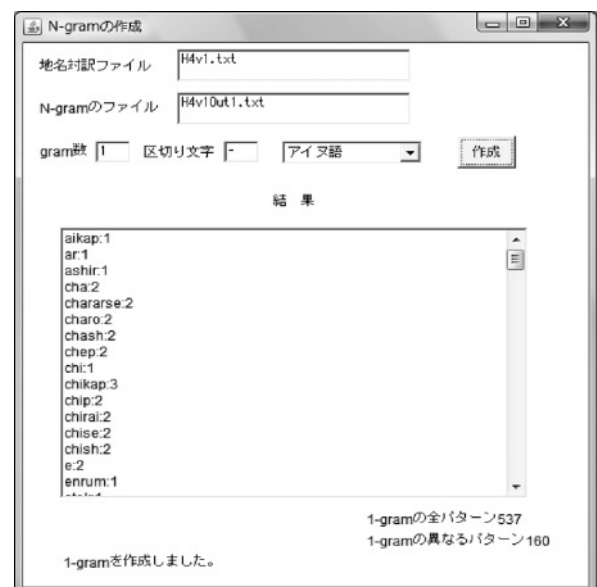 N-gramの作成
地名対訳ファイル H4v1.txt
N-gramのファイル H4v1Out1.txt
gram数 1 区切り文字 - アイヌ語 作成
結 果
aikap:1
ar:1
ashir:1
cha:2
chararse:2
charo:2
chash:2
chep:2
chi:1
chikap:3
chip:2
chirai:2
chise:2
chish:2
e:2
enrum:1
1-gramの全パターン537
1-gramの異なるパターン160
1-gramを作成しました。